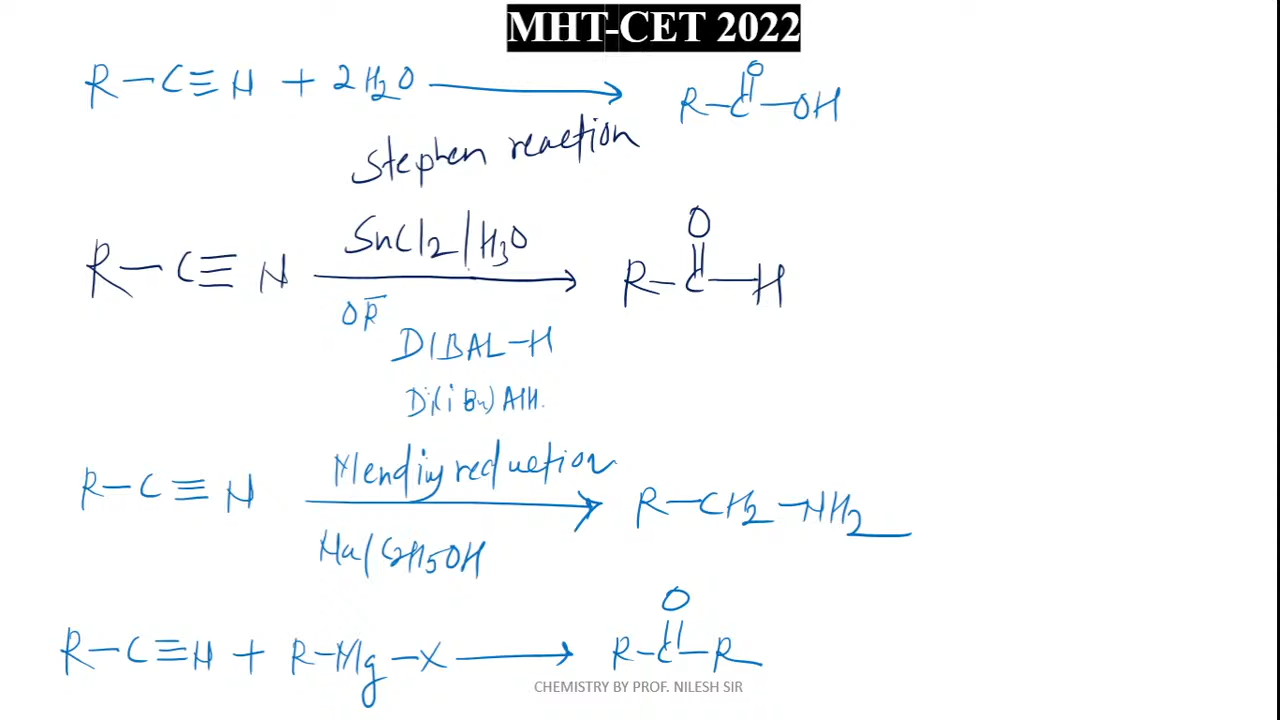 MHT-CET 2022
R-C≡N + 2H₂O ⟶ R-C(=O)-OH
Stephen reaction
R-C≡N SnCl₂/H₃O ⟶ R-C(=O)-H
OR
DIBAL-H
Di(iBu)AlH.
R-C≡N Mendius reduction ⟶ R-CH₂-NH₂
Na/C₂H₅OH
R-C≡N + R-Mg-X ⟶ R-C(=O)-R
CHEMISTRY BY PROF. NILESH SIR